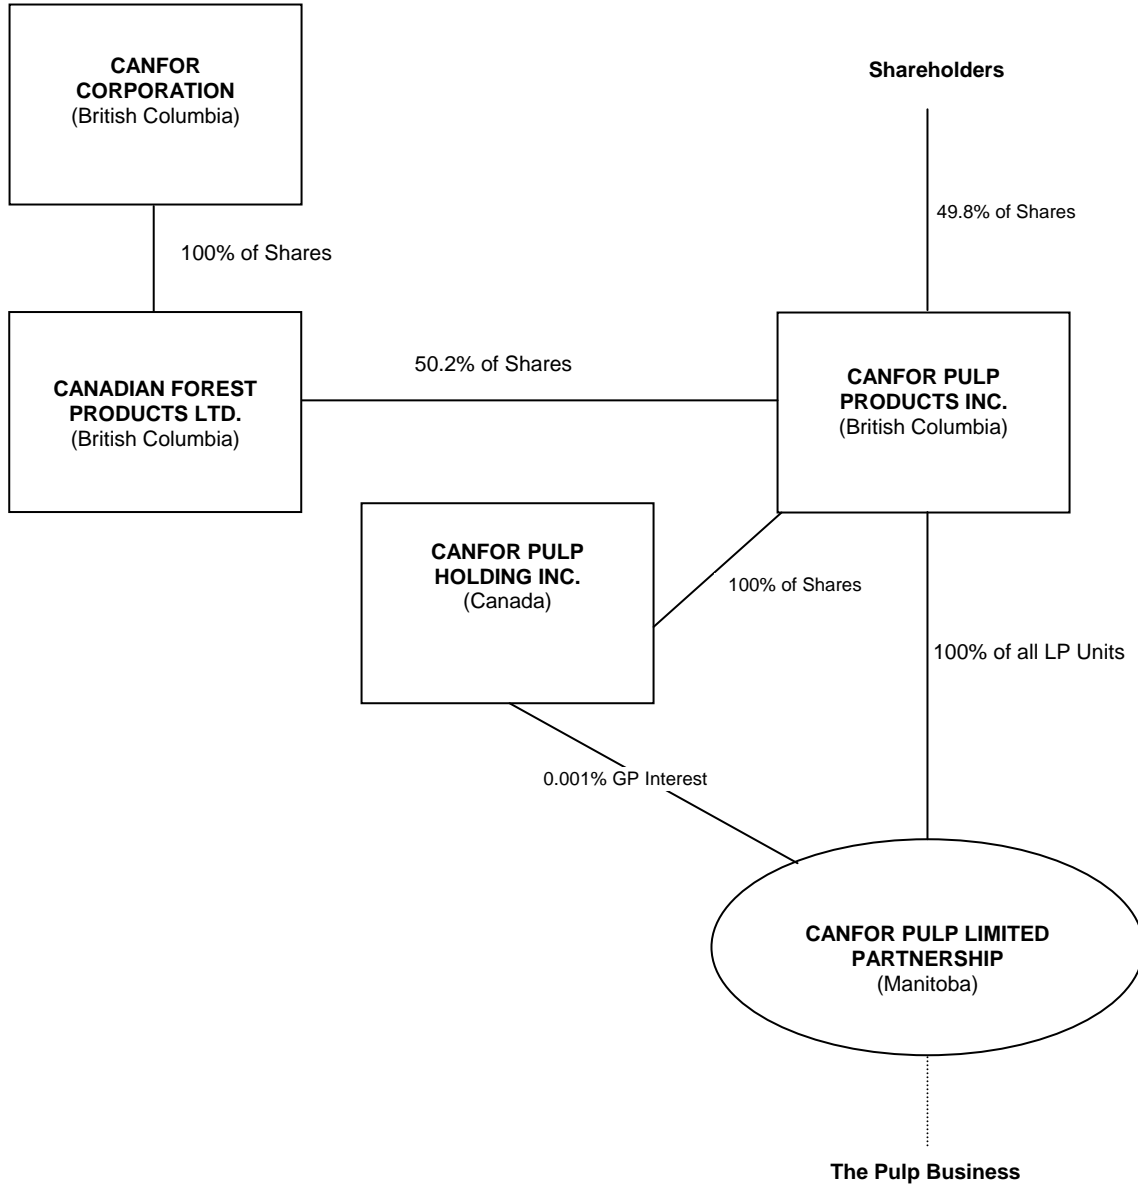 CANFOR
CORPORATION
(British Columbia)
Shareholders
49.8% of Shares
100% of Shares
CANADIAN FOREST
PRODUCTS LTD.
(British Columbia)
50.2% of Shares
CANFOR PULP
PRODUCTS INC.
(British Columbia)
CANFOR PULP
HOLDING INC.
(Canada)
100% of Shares
100% of all LP Units
0.001% GP Interest
CANFOR PULP LIMITED
PARTNERSHIP
(Manitoba)
The Pulp Business